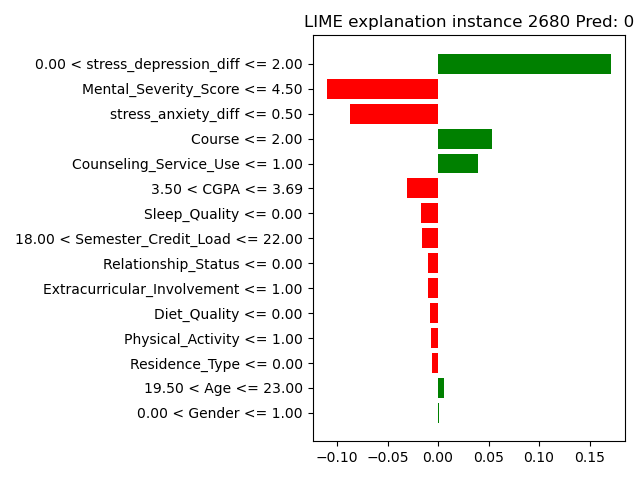 LIME explanation instance 2680 Pred: 0
0.00 < stress_depression_diff <= 2.00
Mental_Severity_Score <= 4.50
stress_anxiety_diff <= 0.50
Course <= 2.00
Counseling_Service_Use <= 1.00
3.50 < CGPA <= 3.69
Sleep_Quality <= 0.00
18.00 < Semester_Credit_Load <= 22.00
Relationship_Status <= 0.00
Extracurricular_Involvement <= 1.00
Diet_Quality <= 0.00
Physical_Activity <= 1.00
Residence_Type <= 0.00
19.50 < Age <= 23.00
0.00 < Gender <= 1.00
−0.10 −0.05 0.00 0.05 0.10 0.15